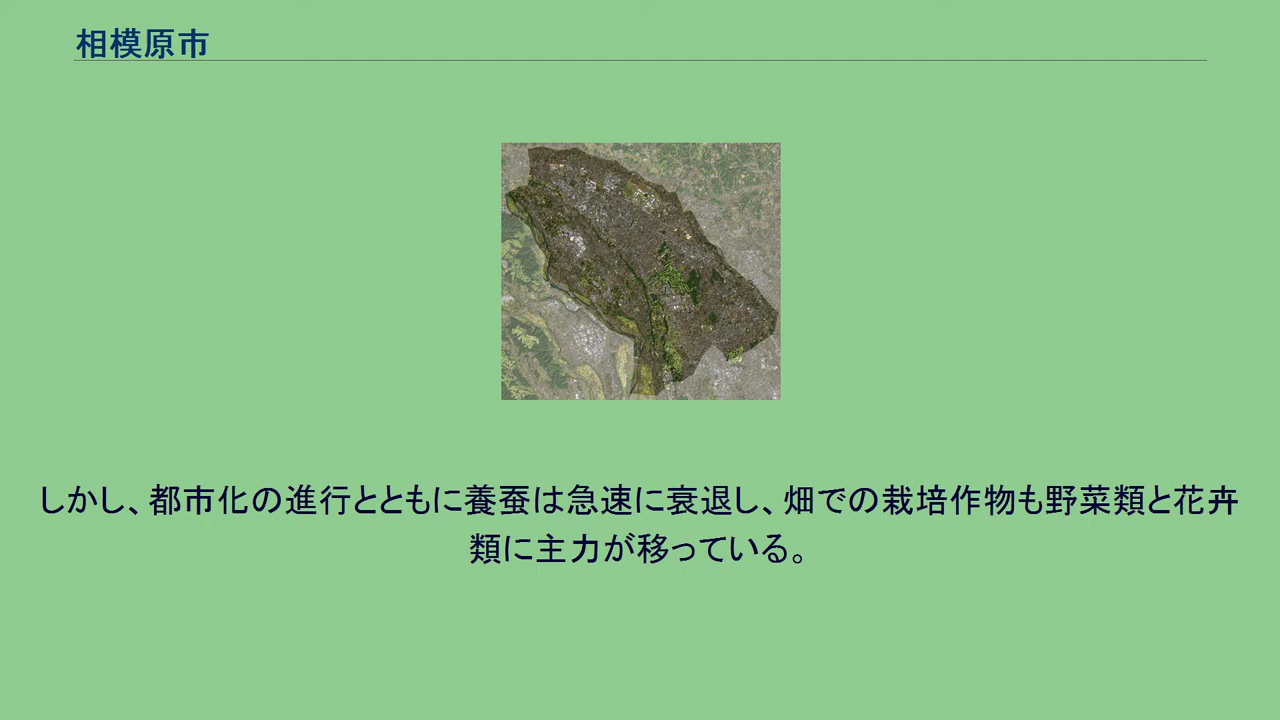 相模原市
しかし、都市化の進行とともに養蚕は急速に衰退し、畑での栽培作物も野菜類と花卉
類に主力が移っている。